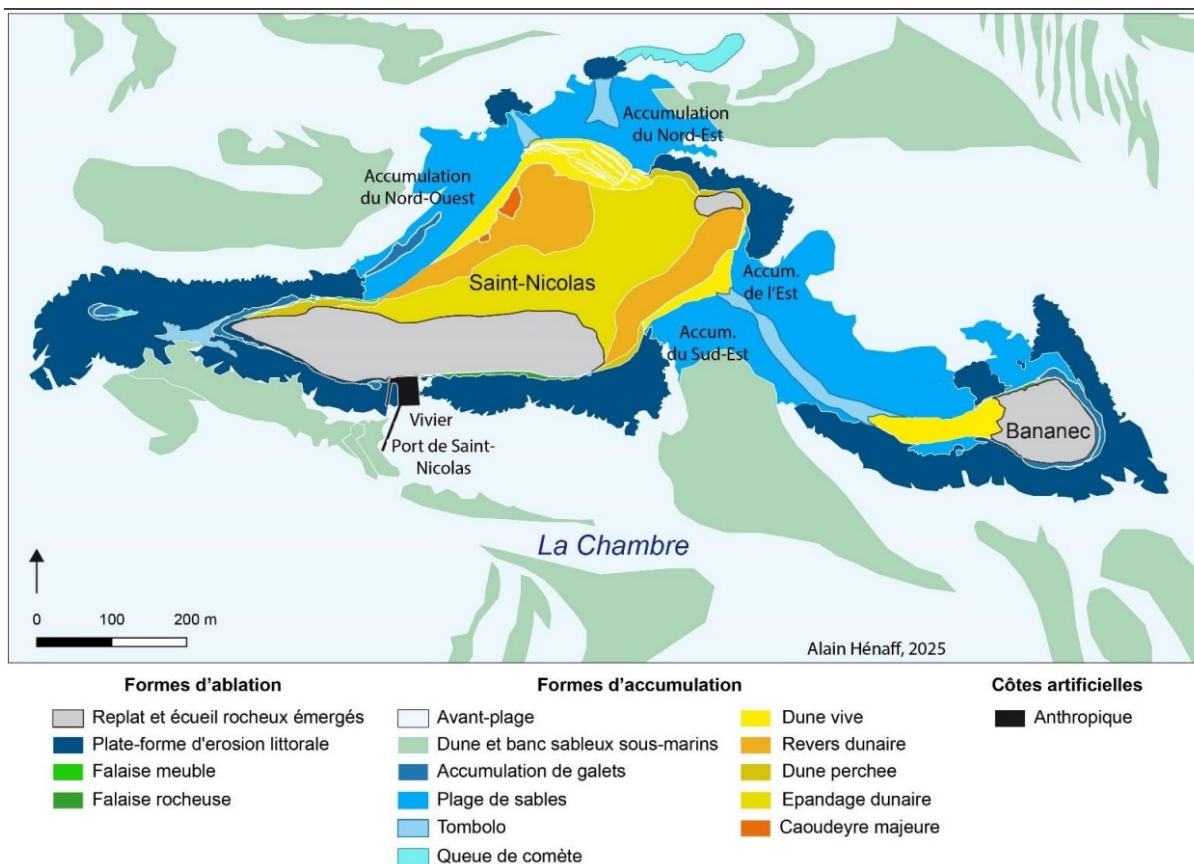 Accumulation
du Nord-Est
Accumulation
du Nord-Ouest
Saint-Nicolas
Accum.
de l'Est
Accum.
du Sud-Est
Bananec
Vivier
Port de Saint-
Nicolas
La Chambre
0 100 200 m
Alain Hénaff, 2025
Formes d'ablation
Replat et écueil rocheux émergés
Plate-forme d'erosion littorale
Falaise meuble
Falaise rocheuse
Formes d'accumulation
Avant-plage
Dune et banc sableux sous-marins
Accumulation de galets
Plage de sables
Tombolo
Queue de comète
Dune vive
Revers dunaire
Dune perchee
Epandage dunaire
Caoudeyre majeure
Côtes artificielles
Anthropique